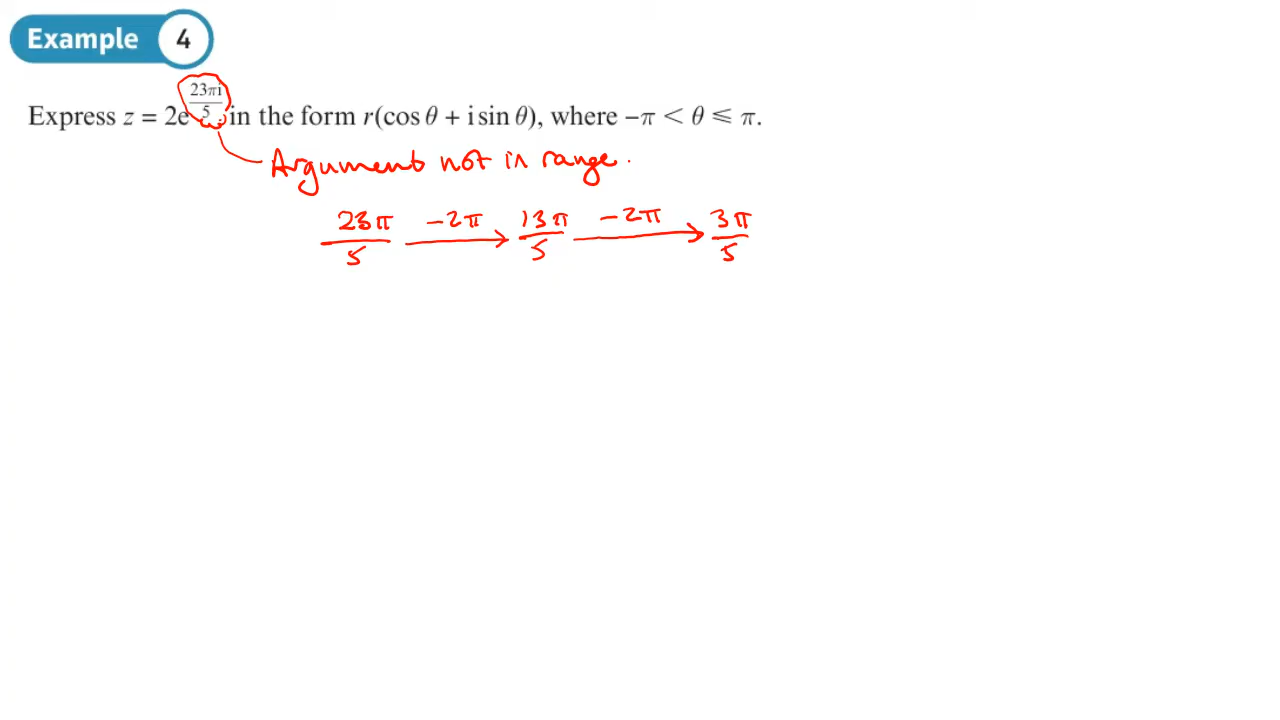 Example 4
Express z = 2e^(23πi/5) in the form r(cos θ + i sin θ), where −π < θ ⩽ π.
Argument not in range.
23π/5 −2π → 13π/5 −2π → 3π/5